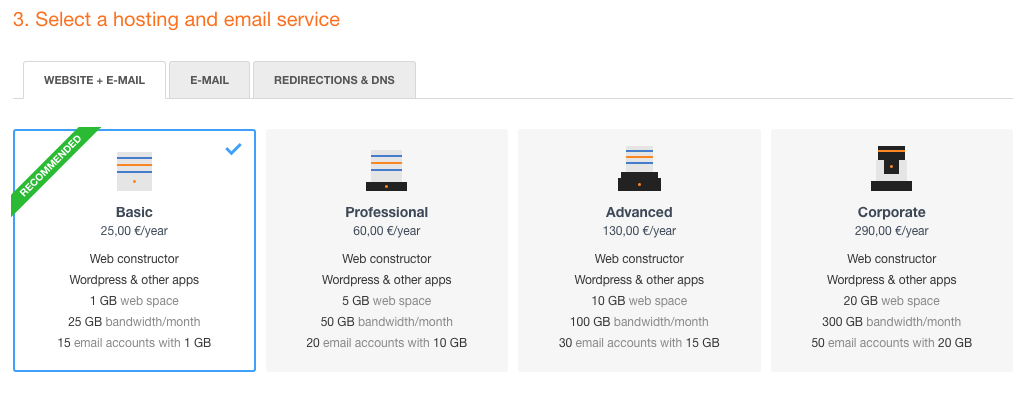 3. Select a hosting and email service
WEBSITE + E-MAIL
E-MAIL
REDIRECTIONS & DNS
RECOMMENDED
Basic
25,00 €/year
Web constructor
Wordpress & other apps
1 GB web space
25 GB bandwidth/month
15 email accounts with 1 GB
Professional
60,00 €/year
Web constructor
Wordpress & other apps
5 GB web space
50 GB bandwidth/month
20 email accounts with 10 GB
Advanced
130,00 €/year
Web constructor
Wordpress & other apps
10 GB web space
100 GB bandwidth/month
30 email accounts with 15 GB
Corporate
290,00 €/year
Web constructor
Wordpress & other apps
20 GB web space
300 GB bandwidth/month
50 email accounts with 20 GB